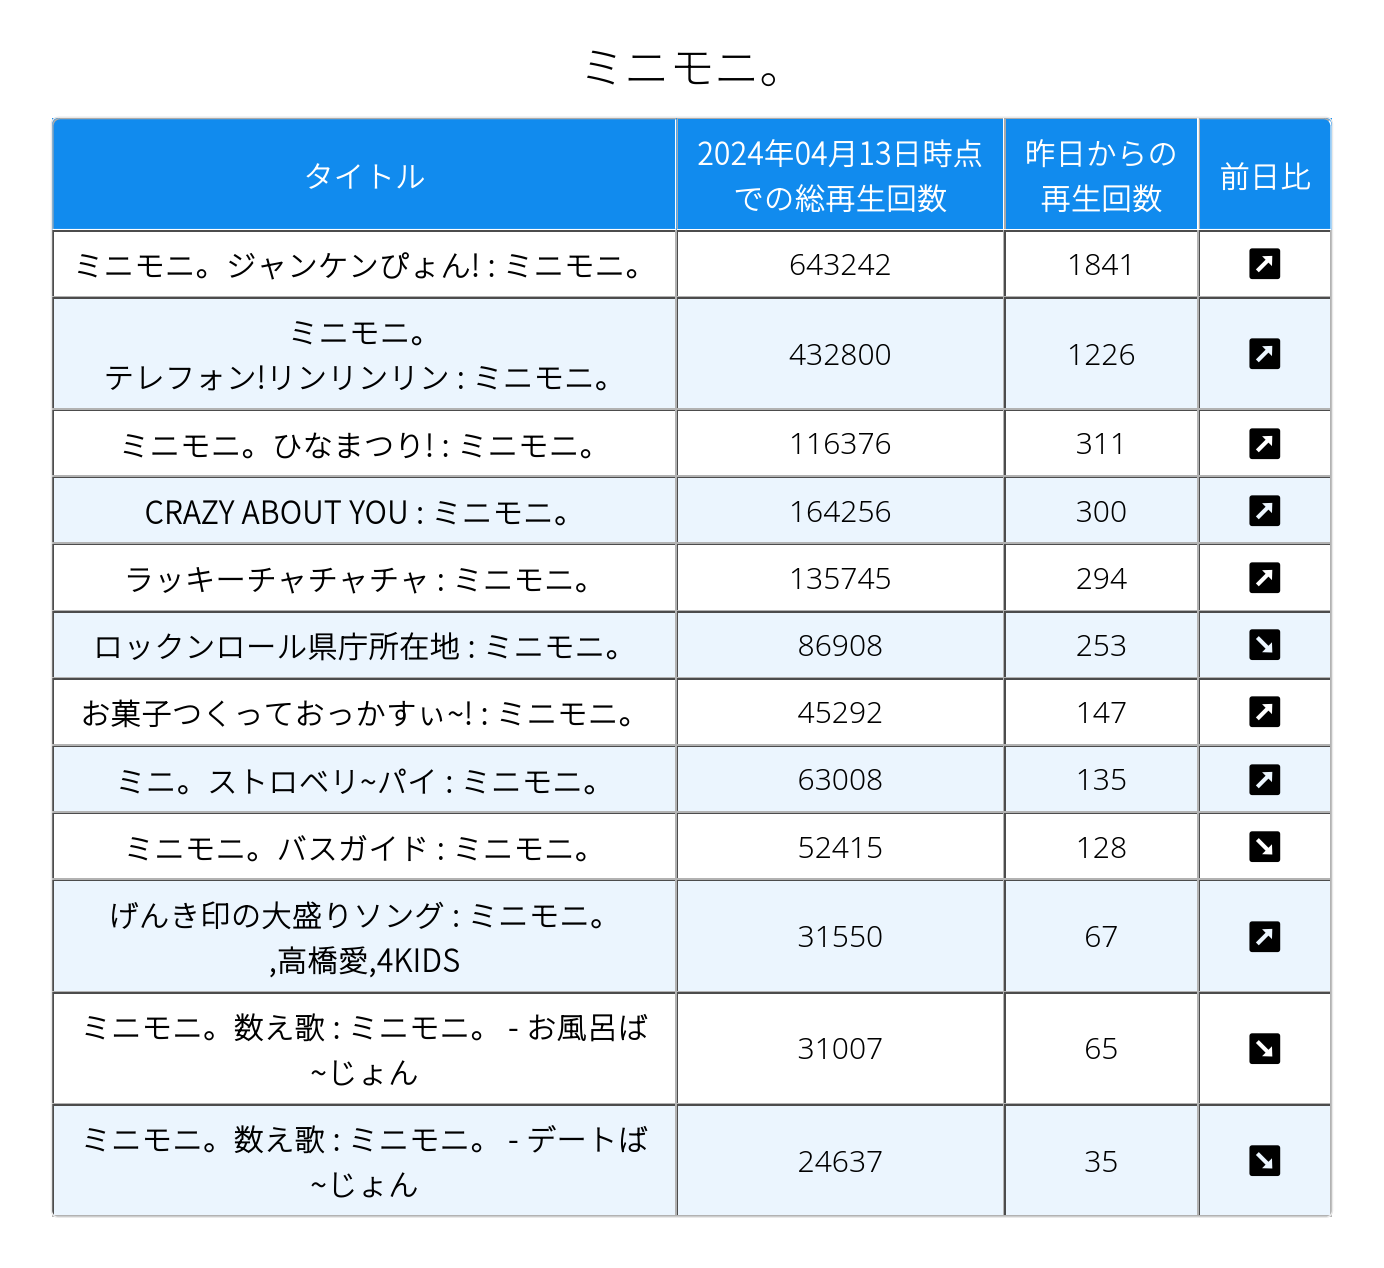 ミニモニ。
タイトル
2024年04月13日時点
での総再生回数
昨日からの
再生回数
前日比
ミニモニ。ジャンケンぴょん! : ミニモニ。
643242
1841
ミニモニ。
テレフォン!リンリンリン : ミニモニ。
432800
1226
ミニモニ。ひなまつり! : ミニモニ。
116376
311
CRAZY ABOUT YOU : ミニモニ。
164256
300
ラッキーチャチャチャ : ミニモニ。
135745
294
ロックンロール県庁所在地 : ミニモニ。
86908
253
お菓子つくっておっかすぃ~! : ミニモニ。
45292
147
ミニ。ストロベリ~パイ : ミニモニ。
63008
135
ミニモニ。バスガイド : ミニモニ。
52415
128
げんき印の大盛りソング : ミニモニ。
,高橋愛,4KIDS
31550
67
ミニモニ。数え歌 : ミニモニ。 - お風呂ば
~じょん
31007
65
ミニモニ。数え歌 : ミニモニ。 - デートば
~じょん
24637
35